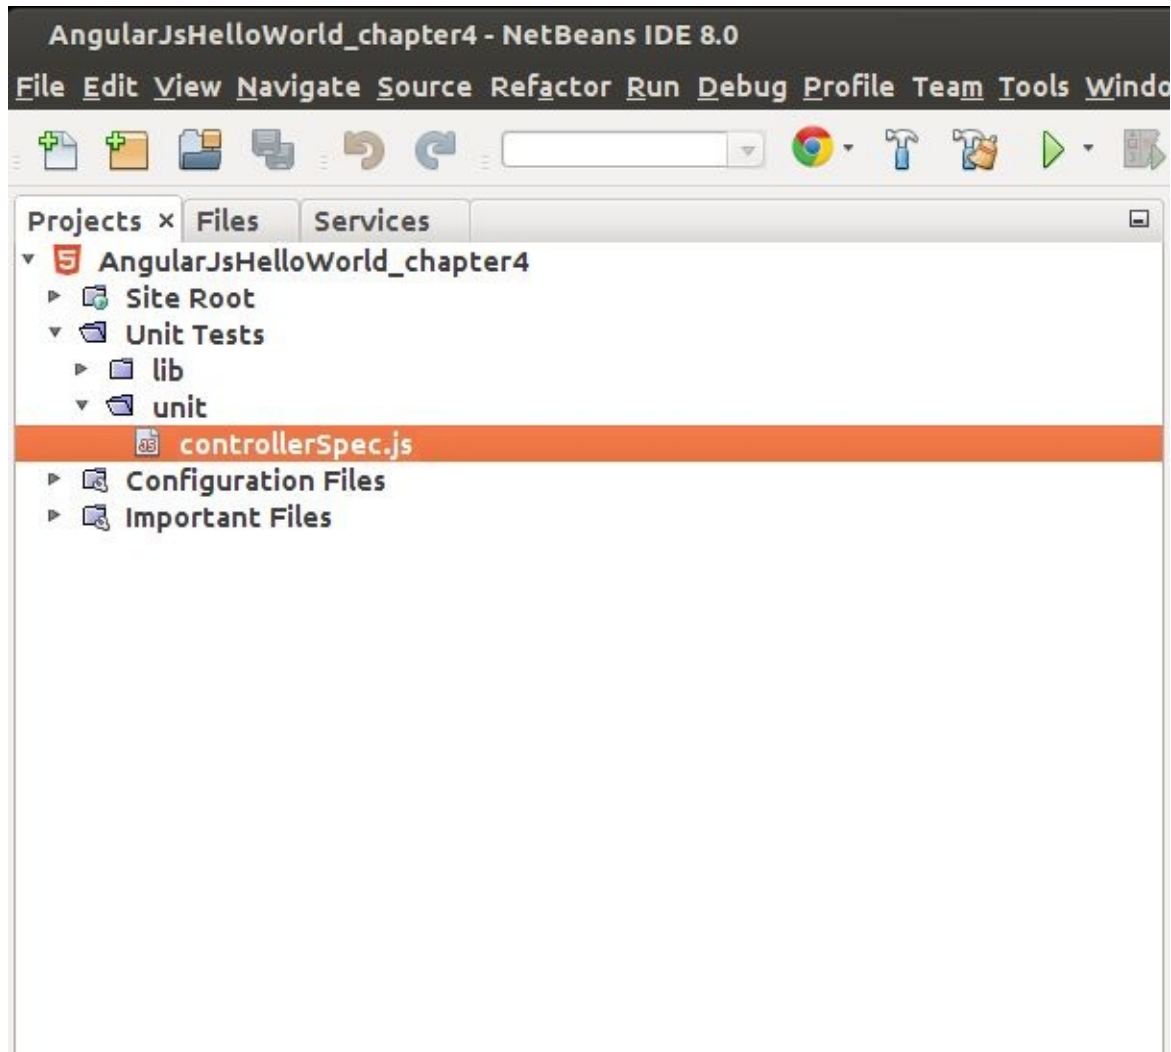 AngularJsHelloWorld_chapter4 - NetBeans IDE 8.0
File Edit View Navigate Source Refactor Run Debug Profile Team Tools Windo
Projects × Files Services
AngularJsHelloWorld_chapter4
Site Root
Unit Tests
lib
unit
controllerSpec.js
Configuration Files
Important Files